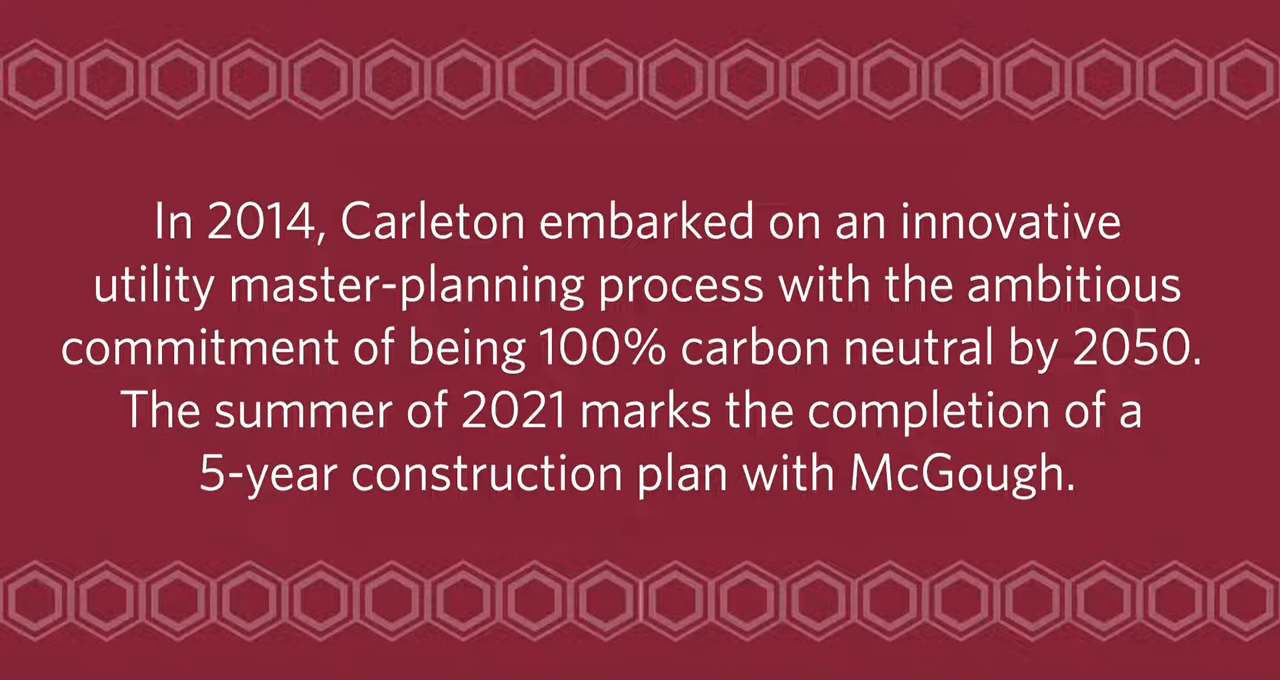 In 2014, Carleton embarked on an innovative
utility master-planning process with the ambitious
commitment of being 100% carbon neutral by 2050.
The summer of 2021 marks the completion of a
5-year construction plan with McGough.